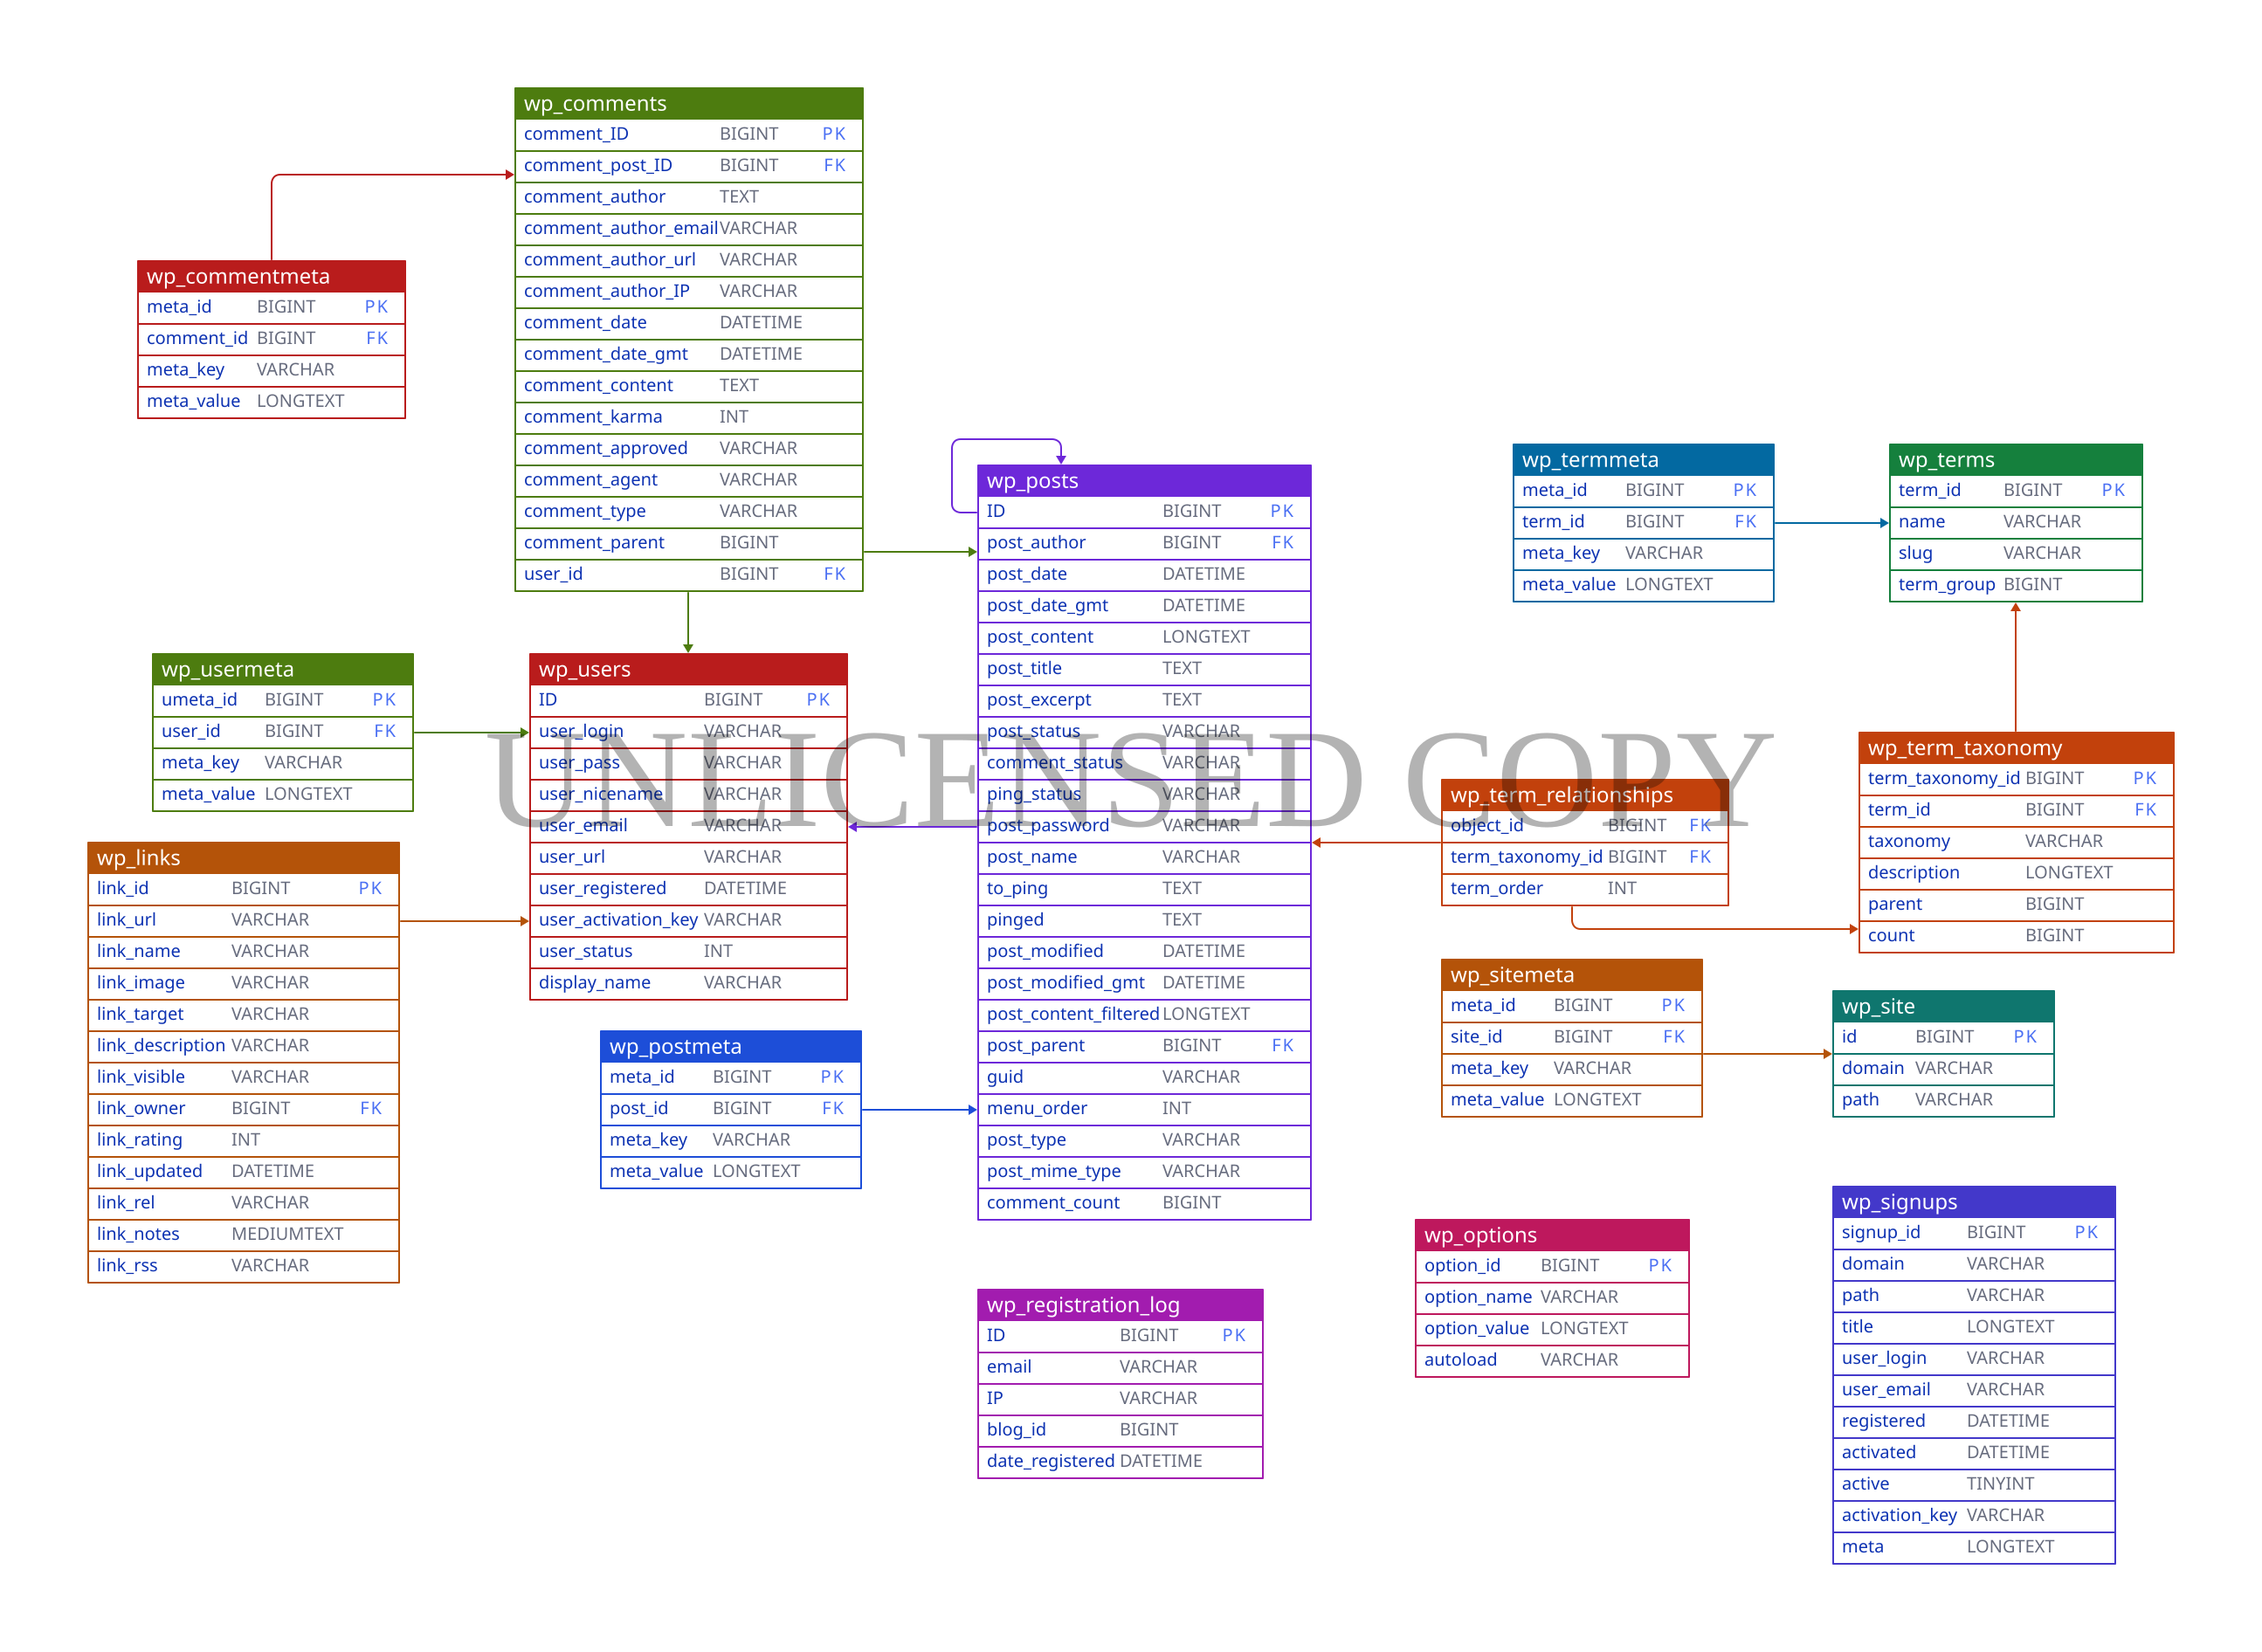 wp_comments
comment_ID BIGINT PK
comment_post_ID BIGINT FK
comment_author TEXT
comment_author_email VARCHAR
comment_author_url VARCHAR
comment_author_IP VARCHAR
comment_date DATETIME
comment_date_gmt DATETIME
comment_content TEXT
comment_karma INT
comment_approved VARCHAR
comment_agent VARCHAR
comment_type VARCHAR
comment_parent BIGINT
user_id BIGINT FK
wp_commentmeta
meta_id BIGINT PK
comment_id BIGINT FK
meta_key VARCHAR
meta_value LONGTEXT
wp_posts
ID BIGINT PK
post_author BIGINT FK
post_date DATETIME
post_date_gmt DATETIME
post_content LONGTEXT
post_title TEXT
post_excerpt TEXT
post_status VARCHAR
comment_status VARCHAR
ping_status VARCHAR
post_password VARCHAR
post_name VARCHAR
to_ping TEXT
pinged TEXT
post_modified DATETIME
post_modified_gmt DATETIME
post_content_filtered LONGTEXT
post_parent BIGINT FK
guid VARCHAR
menu_order INT
post_type VARCHAR
post_mime_type VARCHAR
comment_count BIGINT
wp_termmeta
meta_id BIGINT PK
term_id BIGINT FK
meta_key VARCHAR
meta_value LONGTEXT
wp_terms
term_id BIGINT PK
name VARCHAR
slug VARCHAR
term_group BIGINT
wp_usermeta
umeta_id BIGINT PK
user_id BIGINT FK
meta_key VARCHAR
meta_value LONGTEXT
wp_users
ID BIGINT PK
user_login VARCHAR
user_pass VARCHAR
user_nicename VARCHAR
user_email VARCHAR
user_url VARCHAR
user_registered DATETIME
user_activation_key VARCHAR
user_status INT
display_name VARCHAR
UNLICENSED COPY
wp_term_relationships
object_id BIGINT FK
term_taxonomy_id BIGINT FK
term_order INT
wp_term_taxonomy
term_taxonomy_id BIGINT PK
term_id BIGINT FK
taxonomy VARCHAR
description LONGTEXT
parent BIGINT
count BIGINT
wp_links
link_id BIGINT PK
link_url VARCHAR
link_name VARCHAR
link_image VARCHAR
link_target VARCHAR
link_description VARCHAR
link_visible VARCHAR
link_owner BIGINT FK
link_rating INT
link_updated DATETIME
link_rel VARCHAR
link_notes MEDIUMTEXT
link_rss VARCHAR
wp_postmeta
meta_id BIGINT PK
post_id BIGINT FK
meta_key VARCHAR
meta_value LONGTEXT
wp_sitemeta
meta_id BIGINT PK
site_id BIGINT FK
meta_key VARCHAR
meta_value LONGTEXT
wp_site
id BIGINT PK
domain VARCHAR
path VARCHAR
wp_registration_log
ID BIGINT PK
email VARCHAR
IP VARCHAR
blog_id BIGINT
date_registered DATETIME
wp_options
option_id BIGINT PK
option_name VARCHAR
option_value LONGTEXT
autoload VARCHAR
wp_signups
signup_id BIGINT PK
domain VARCHAR
path VARCHAR
title LONGTEXT
user_login VARCHAR
user_email VARCHAR
registered DATETIME
activated DATETIME
active TINYINT
activation_key VARCHAR
meta LONGTEXT